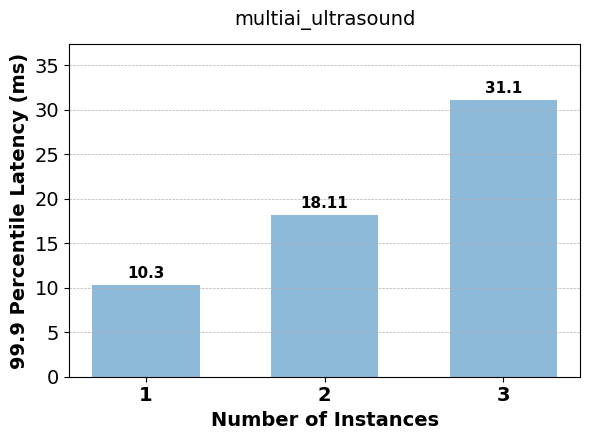 multiai_ultrasound
99.9 Percentile Latency (ms)
35
30
25
20
15
10
5
0
10.3
18.11
31.1
1 2 3
Number of Instances